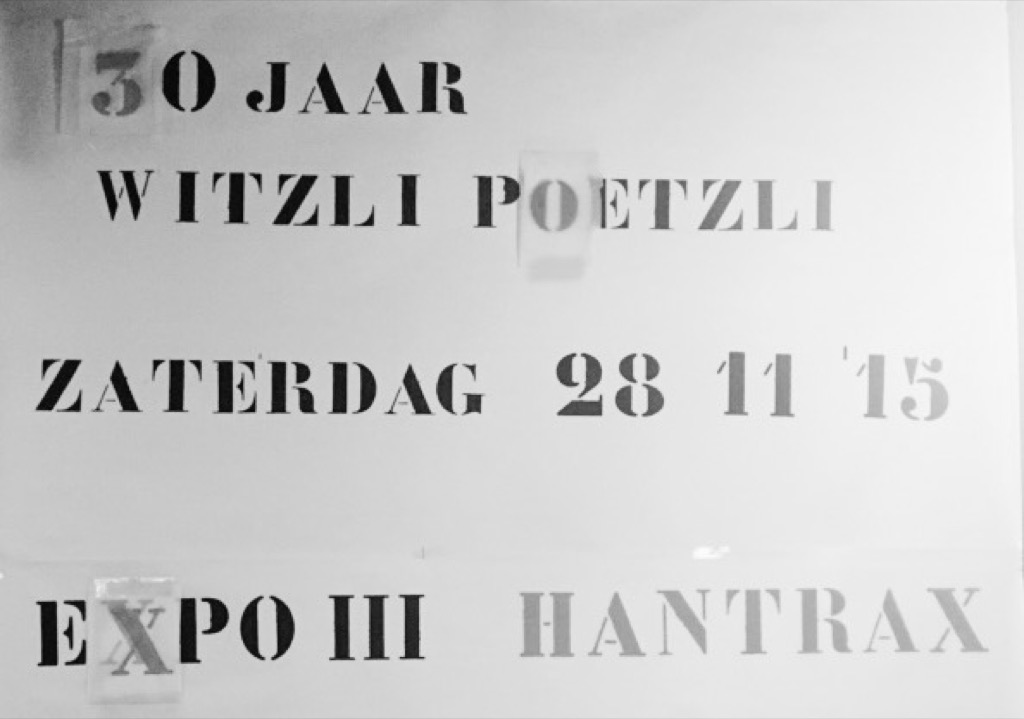 30 JAAR
WITZLI POETZLI
ZATERDAG 28 11 '15
EXPO III HANTRAX